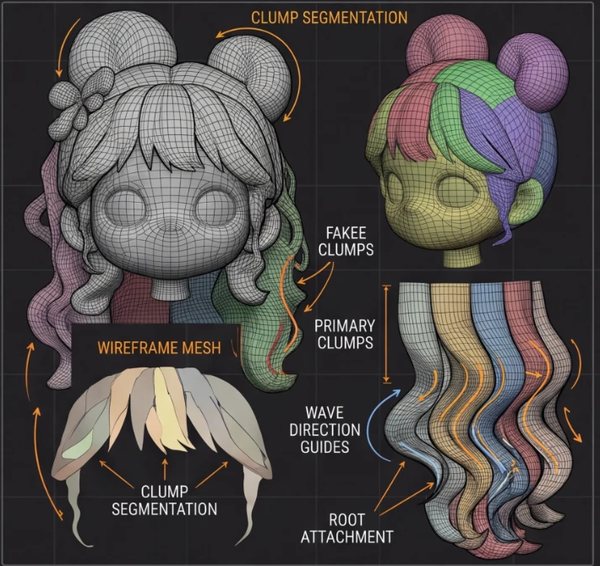 CLUMP SEGMENTATION
FAKEE
CLUMPS
PRIMARY
CLUMPS
WIREFRAME MESH
WAVE
DIRECTION
GUIDES
CLUMP
SEGMENTATION
ROOT
ATTACHMENT